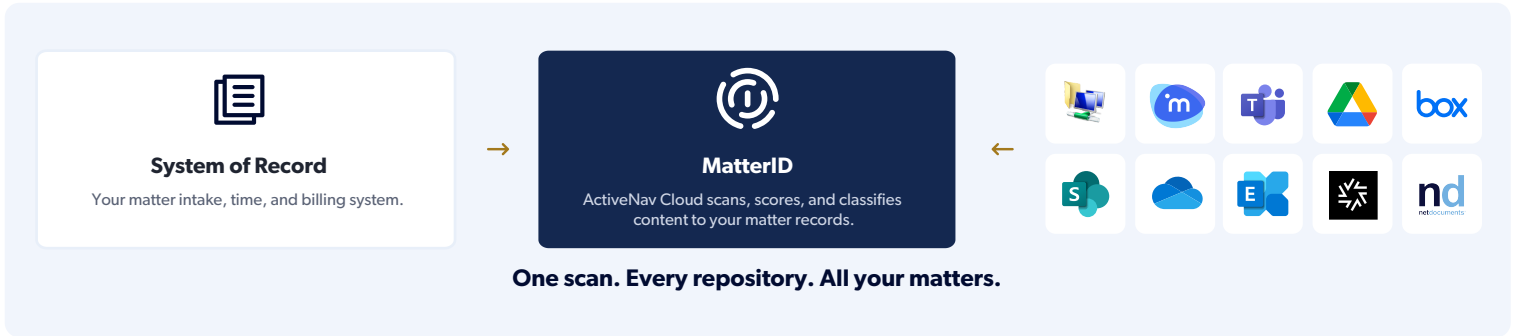 System of Record
Your matter intake, time, and billing system.
MatterID
ActiveNav Cloud scans, scores, and classifies
content to your matter records.
m
T
box
S
E
nd
netdocuments
One scan. Every repository. All your matters.